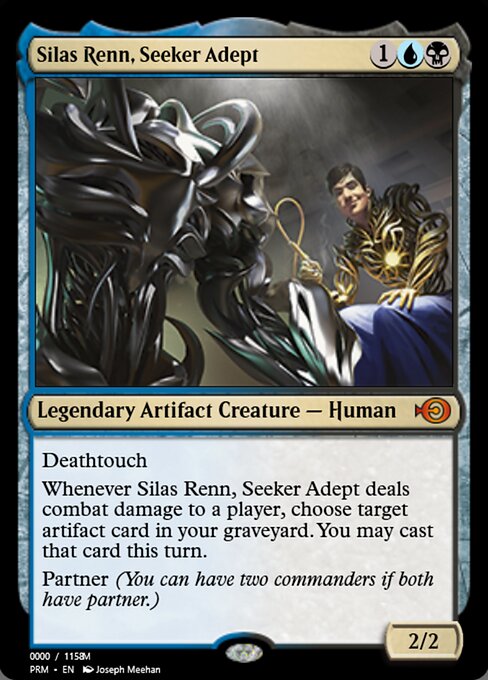 Silas Renn, Seeker Adept 1
Legendary Artifact Creature — Human
Deathtouch
Whenever Silas Renn, Seeker Adept deals
combat damage to a player, choose target
artifact card in your graveyard. You may cast
that card this turn.
Partner (You can have two commanders if both
have partner.)
2/2
0000 / 1158M
PRM • EN Joseph Meehan